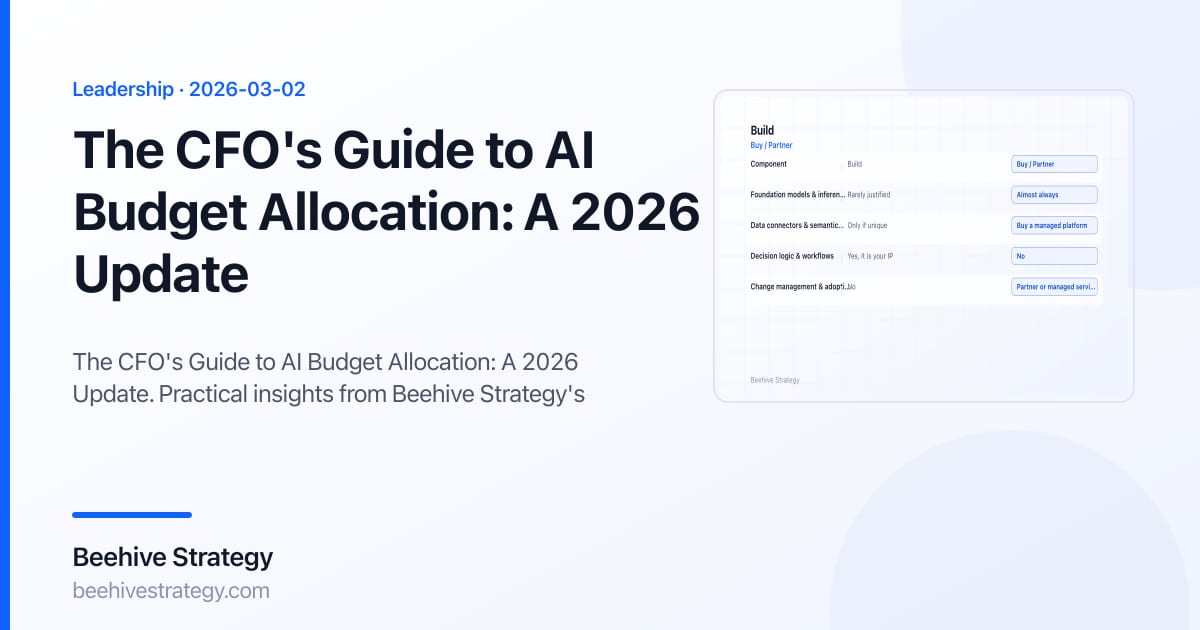 Leadership · 2026-03-02
The CFO's Guide to AI
Budget Allocation: A 2026
Update
The CFO's Guide to AI Budget Allocation: A 2026
Update. Practical insights from Beehive Strategy's
Beehive Strategy
beehivestrategy.com
Build
Buy / Partner
Component Build Buy / Partner
Foundation models & inferen... Rarely justified Almost always
Data connectors & semantic... Only if unique Buy a managed platform
Decision logic & workflows Yes, it is your IP No
Change management & adopti... No Partner or managed servi...
Beehive Strategy